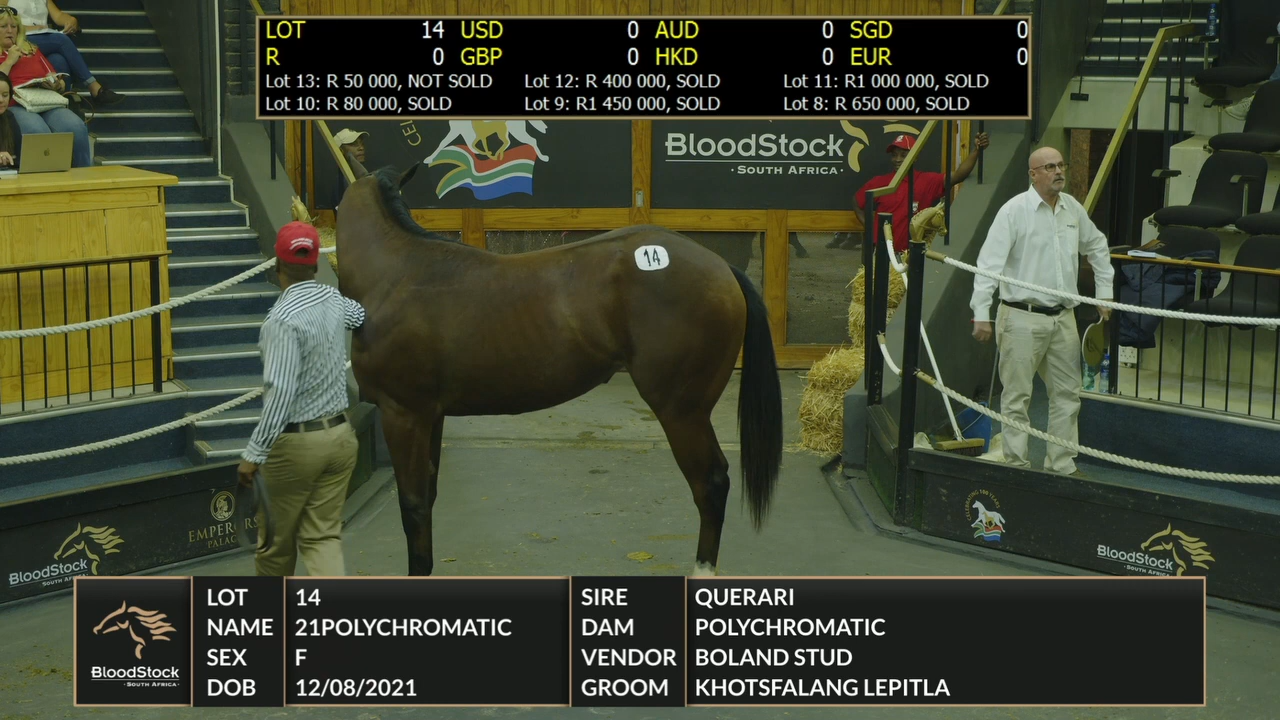 LOT 14 USD 0 AUD 0 SGD 0
R 0 GBP 0 HKD 0 EUR 0
Lot 13: R 50 000, NOT SOLD Lot 12: R 400 000, SOLD Lot 11: R1 000 000, SOLD
Lot 10: R 80 000, SOLD Lot 9: R1 450 000, SOLD Lot 8: R 650 000, SOLD
BloodStock
· South Africa ·
14
EMPERORS
PALACE
BloodStock
BloodStock
South Africa
LOT 14 SIRE QUERARI
NAME 21POLYCHROMATIC DAM POLYCHROMATIC
SEX F VENDOR BOLAND STUD
DOB 12/08/2021 GROOM KHOTSFALANG LEPITLA
BloodStock
· South Africa ·